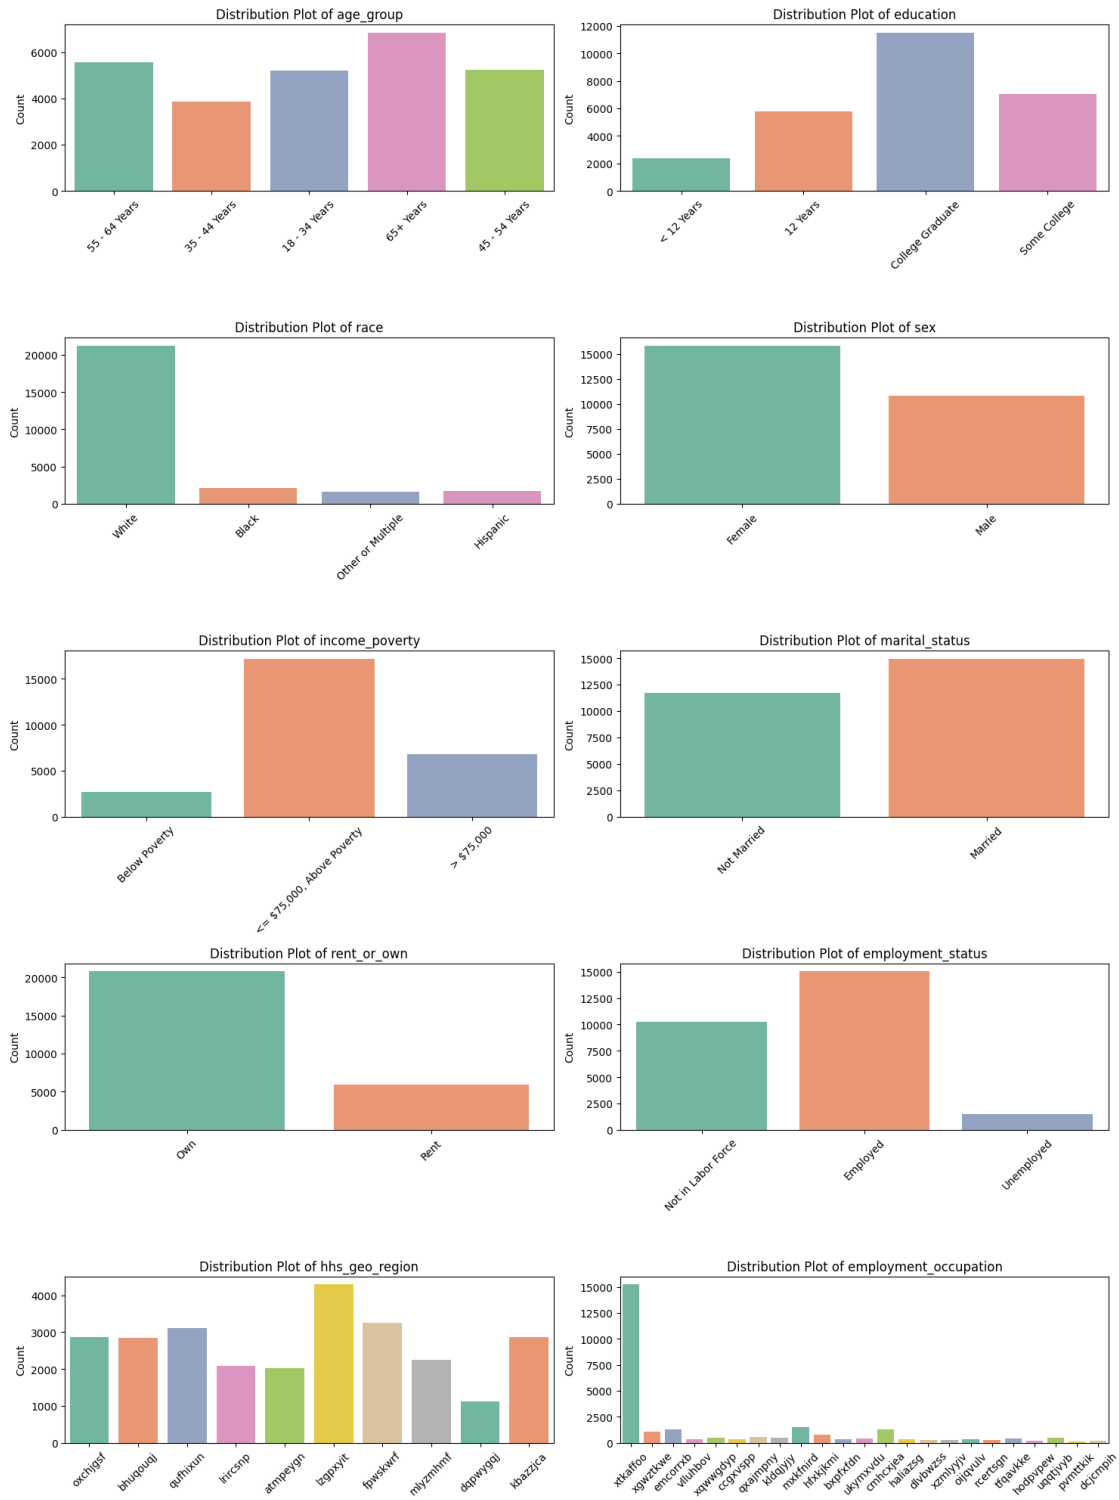 Distribution Plot of age_group
Count
6000
4000
2000
0
55 - 64 Years
35 - 44 Years
18 - 34 Years
65+ Years
45 - 54 Years
Distribution Plot of education
Count
12000
10000
8000
6000
4000
2000
0
< 12 Years
12 Years
College Graduate
Some College
Distribution Plot of race
Count
20000
15000
10000
5000
0
White
Black
Other or Multiple
Hispanic
Distribution Plot of sex
Count
15000
12500
10000
7500
5000
2500
0
Female
Male
Distribution Plot of income_poverty
Count
15000
10000
5000
0
Below Poverty
<= $75,000, Above Poverty
> $75,000
Distribution Plot of marital_status
Count
15000
12500
10000
7500
5000
2500
0
Not Married
Married
Distribution Plot of rent_or_own
Count
20000
15000
10000
5000
0
Own
Rent
Distribution Plot of employment_status
Count
15000
12500
10000
7500
5000
2500
0
Not in Labor Force
Employed
Unemployed
Distribution Plot of hhs_geo_region
Count
4000
3000
2000
1000
0
oxchjgsf
bhuqouqj
qufhixun
lrircsnp
atmpeygn
lzgpxyit
fpwskwrf
mlyzmhmf
dqpwygqj
kbazzjca
Distribution Plot of employment_occupation
Count
15000
12500
10000
7500
5000
2500
0
xtkaffoo
xgwztkwe
emcorrxb
vlluhbov
xqwwgdyp
ccgxvspp
qxajmpny
kldqjyjy
mxkfnird
hfxkjkmi
bxpfxfdn
ukymxvdu
cmhcxjea
haliazsg
dlvbwzss
xzmlyyjv
oijqvulv
rcertsgn
tfqavkke
hodpvpew
uqqtjvyb
pvmttkik
dcjcmpih